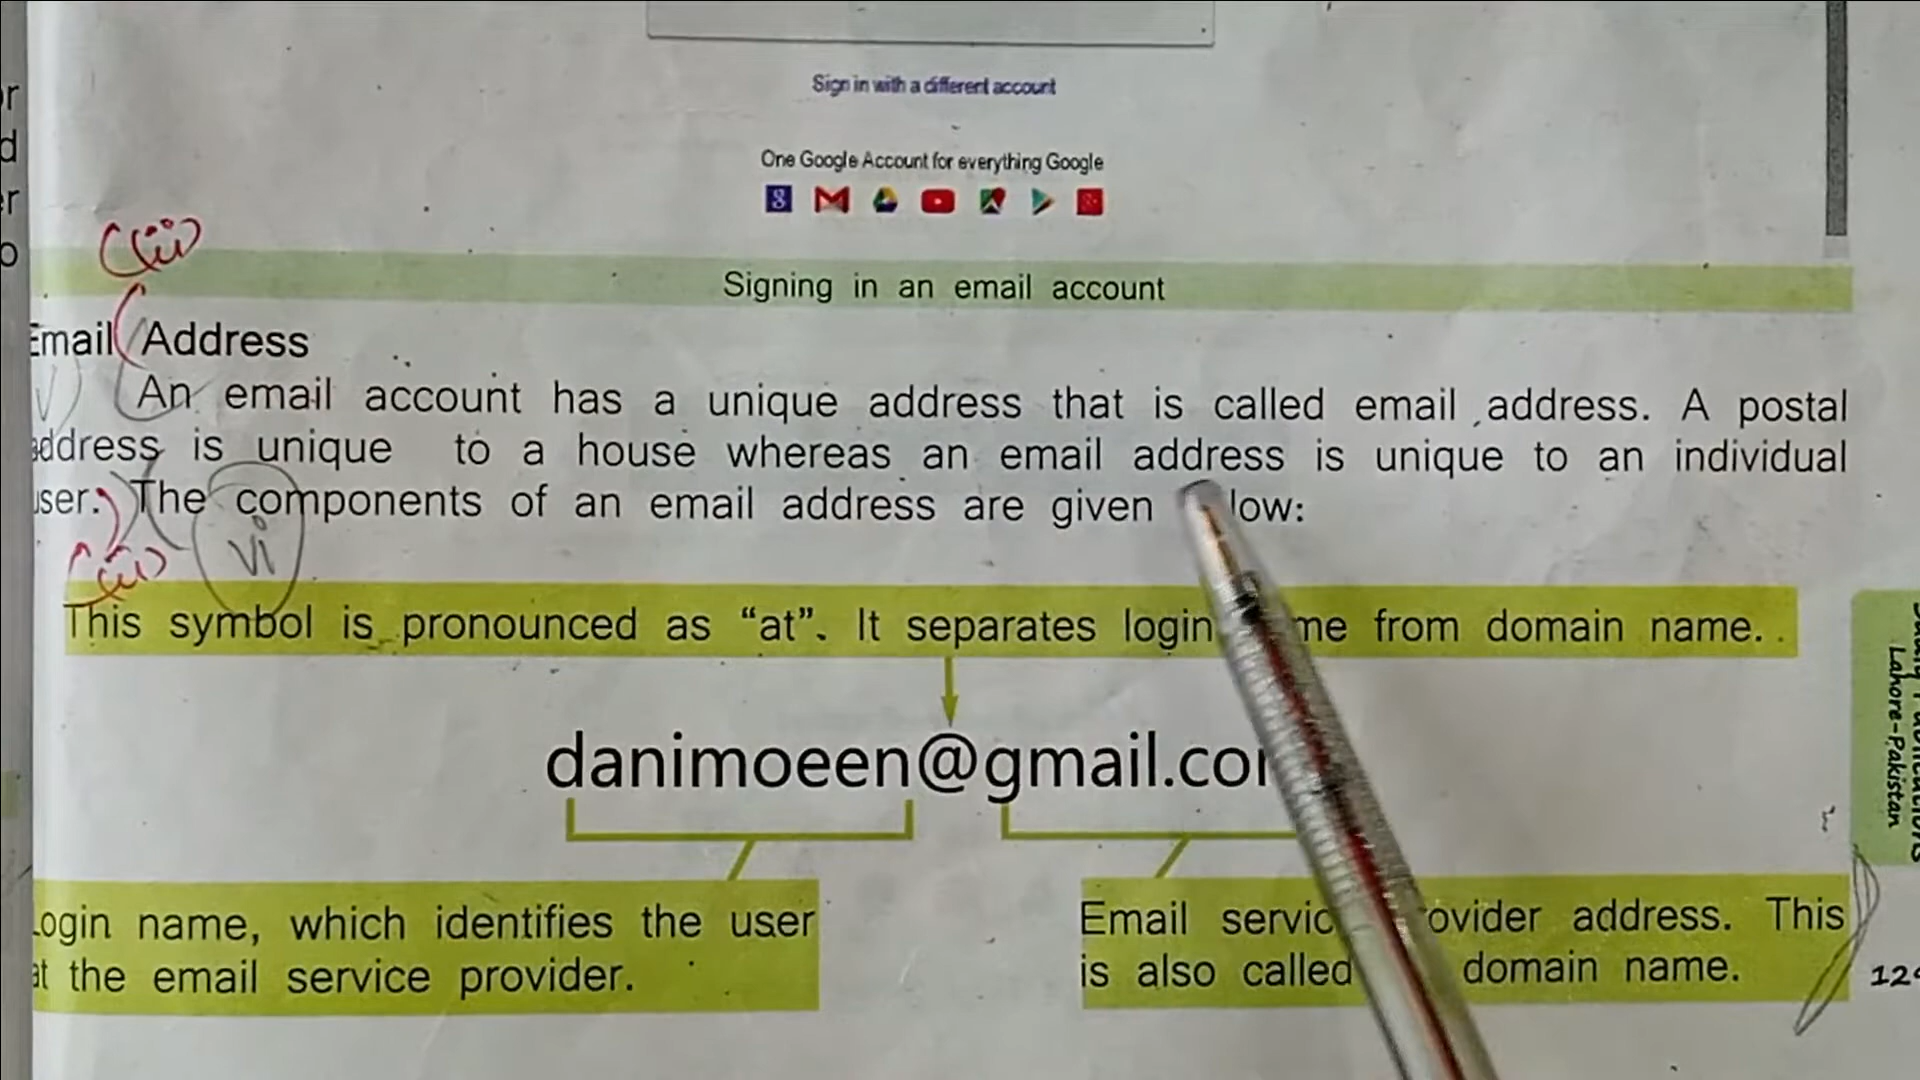 Sign in with a different account
One Google Account for everything Google
(iii)
Signing in an email account
Email Address
An email account has a unique address that is called email address. A postal
address is unique to a house whereas an email address is unique to an individual
user. The components of an email address are given low:
vi
This symbol is pronounced as “at”. It separates login me from domain name.
danimoeen@gmail.co
Login name, which identifies the user
at the email service provider.
Email servic ovider address. This
is also called domain name.
Lahore-Pakistan